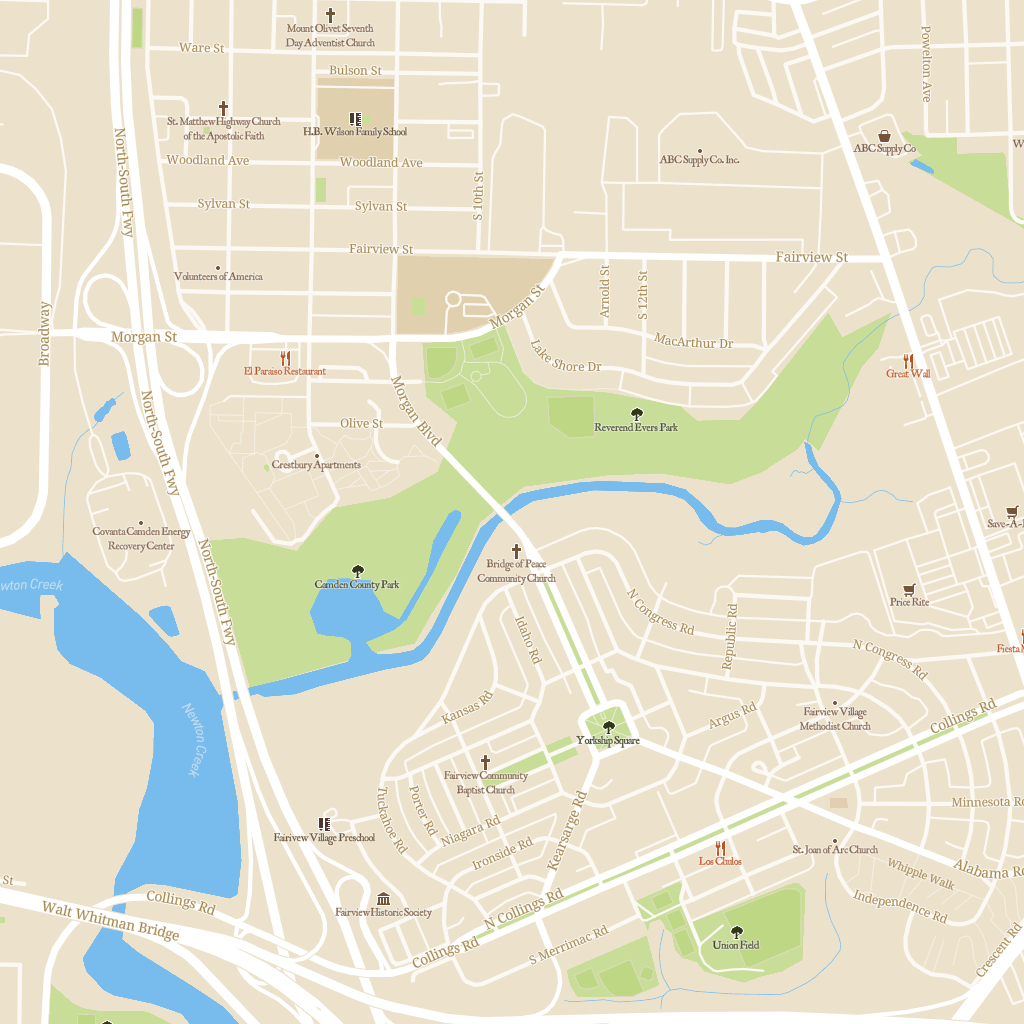 Mount Olivet Seventh
Day Adventist Church
Ware St
Bulson St
Powelton Ave
St. Matthew Highway Church
of the Apostolic Faith
H.B. Wilson Family School
ABC Supply Co
ABC Supply Co. Inc.
Woodland Ave
Woodland Ave
North-South Fwy
S 10th St
Sylvan St
Sylvan St
Fairview St
Fairview St
Volunteers of America
Arnold St
S 12th St
Morgan St
Broadway
Morgan St
MacArthur Dr
Lake Shore Dr
El Paraiso Restaurant
Great Wall
Morgan Blvd
North-South Fwy
Olive St
Reverend Evers Park
Crestbury Apartments
Save-A-
Covanta Camden Energy
Recovery Center
North-South Fwy
Bridge of Peace
Community Church
Camden County Park
wton Creek
Price Rite
N Congress Rd
Republic Rd
Idaho Rd
N Congress Rd
Fiesta
Kansas Rd
Newton Creek
Argus Rd
Fairview Village
Methodist Church
Collings Rd
Yorkship Square
Fairview Community
Baptist Church
Tuckahoe Rd
Porter Rd
Minnesota Rd
Niagara Rd
Kearsarge Rd
Fairivew Village Preschool
Ironside Rd
Los Chulos
St. Joan of Arc Church
Whipple Walk
Alabama Rd
St
Collings Rd
Walt Whitman Bridge
Fairview Historic Society
N Collings Rd
Independence Rd
Collings Rd
S Merrimac Rd
Union Field
Crescent Rd